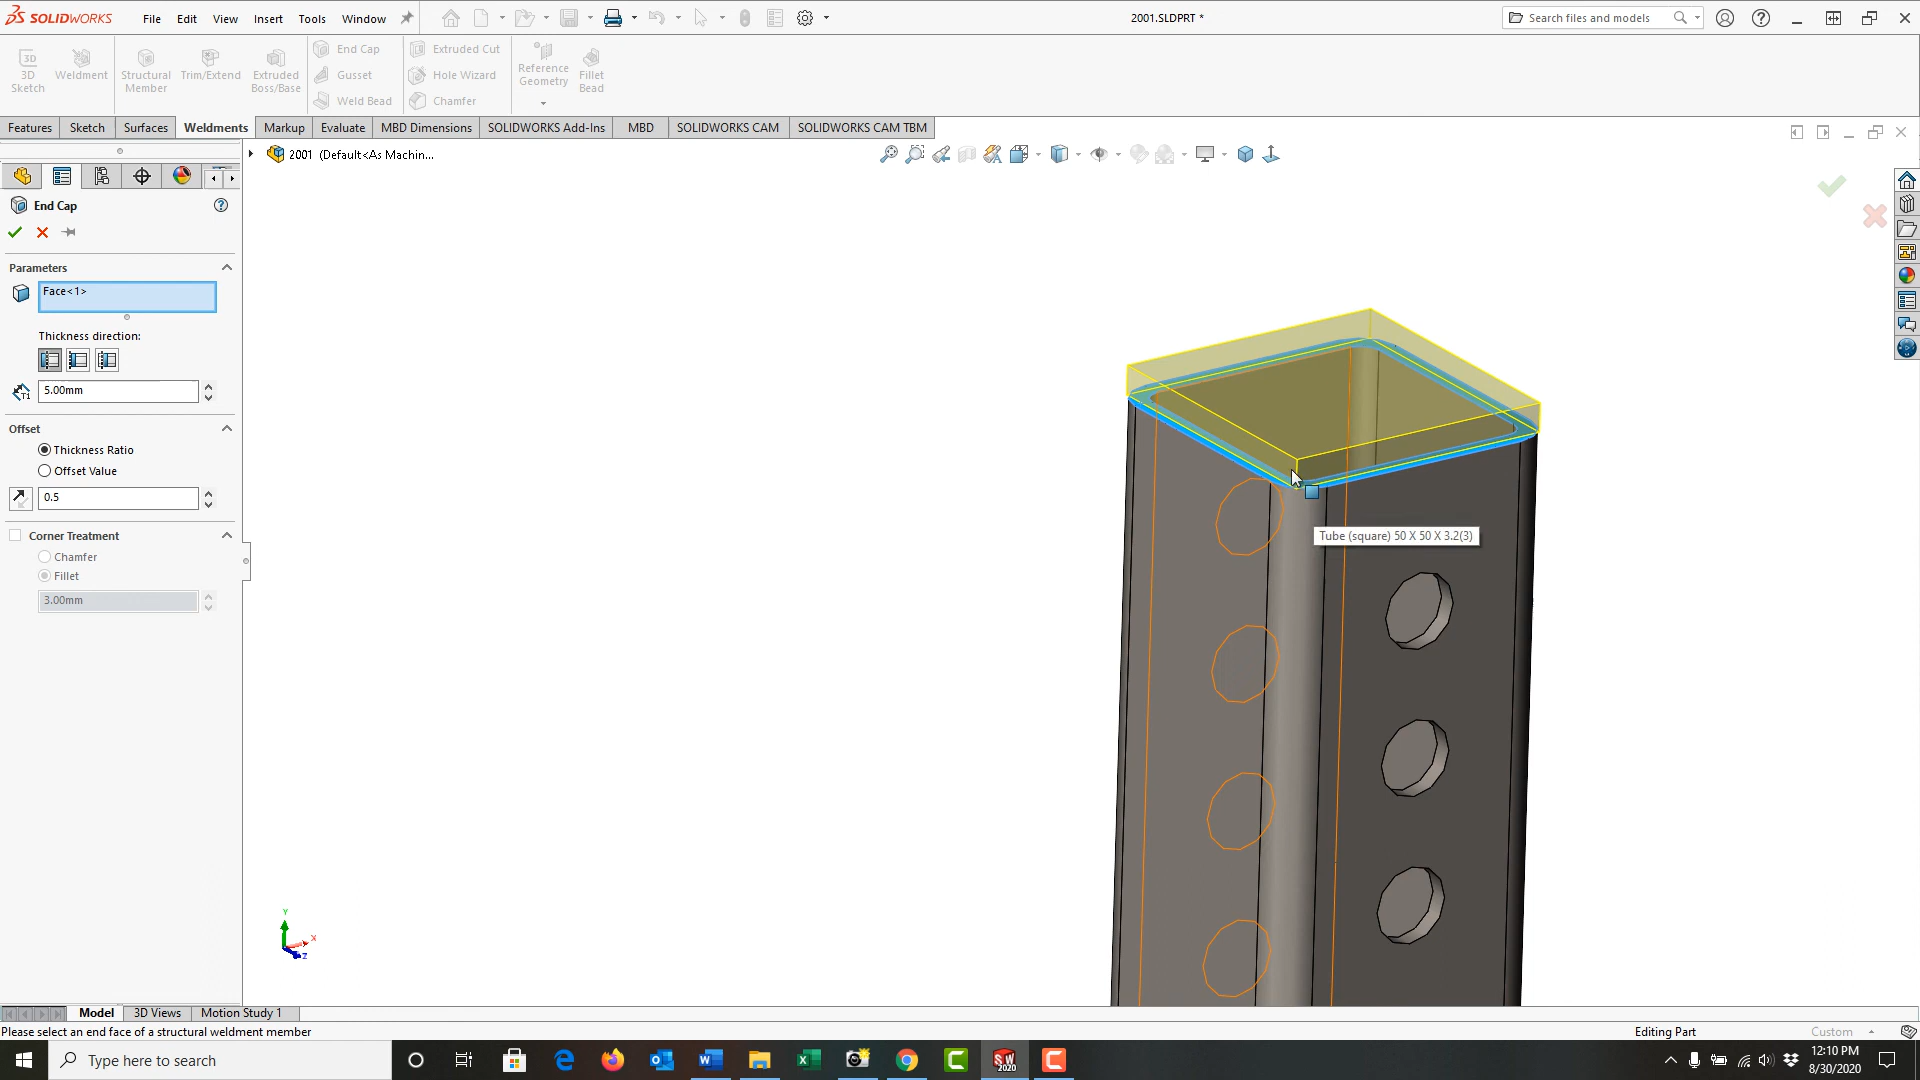 SOLIDWORKS File Edit View Insert Tools Window 2001.SLDPRT * Search files and models
3D Sketch Weldment Structural Member Trim/Extend Extruded Boss/Base End Cap Gusset Weld Bead Extruded Cut Hole Wizard Chamfer Reference Geometry Fillet Bead
Features Sketch Surfaces Weldments Markup Evaluate MBD Dimensions SOLIDWORKS Add-Ins MBD SOLIDWORKS CAM SOLIDWORKS CAM TBM
2001 (Default<As Machin...
End Cap
Parameters
Face<1>
Thickness direction:
5.00mm
Offset
Thickness Ratio
Offset Value
0.5
Corner Treatment
Chamfer
Fillet
3.00mm
Tube (square) 50 X 50 X 3.2(3)
Y
X
Z
Model 3D Views Motion Study 1
Please select an end face of a structural weldment member Editing Part Custom
Type here to search
12:10 PM
8/30/2020